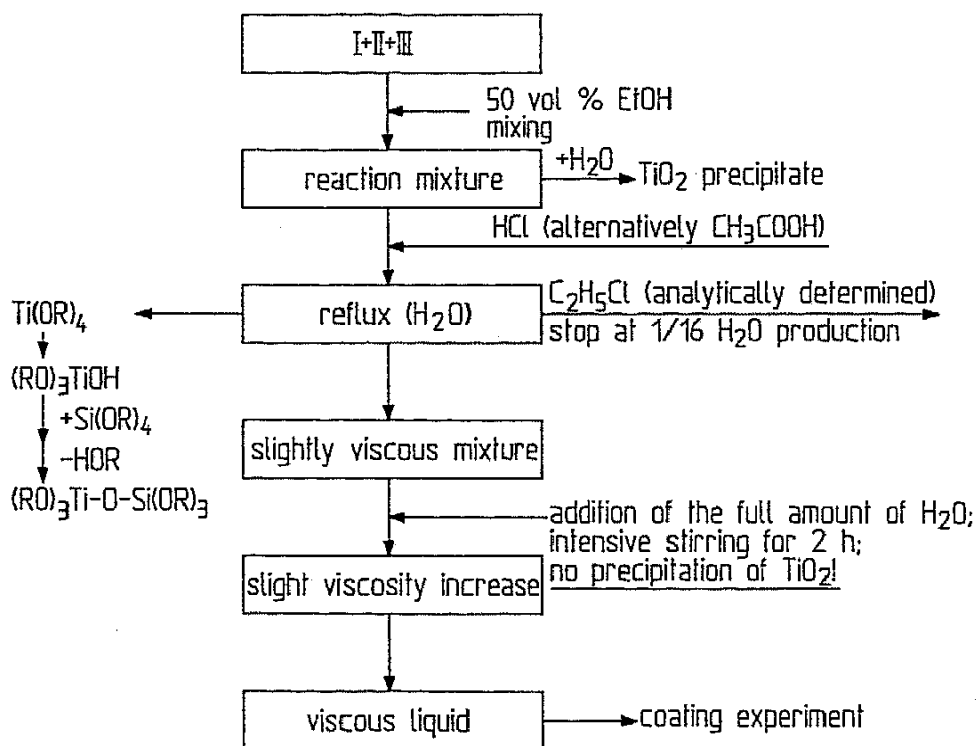 I+II+III
50 vol % EtOH
mixing
reaction mixture
+H₂O
TiO₂ precipitate
HCl (alternatively CH₃COOH)
reflux (H₂O)
C₂H₅Cl (analytically determined)
stop at 1/16 H₂O production
Ti(OR)₄
(RO)₃TiOH
+Si(OR)₄
-HOR
(RO)₃Ti-O-Si(OR)₃
slightly viscous mixture
addition of the full amount of H₂O;
intensive stirring for 2 h;
no precipitation of TiO₂!
slight viscosity increase
viscous liquid
coating experiment